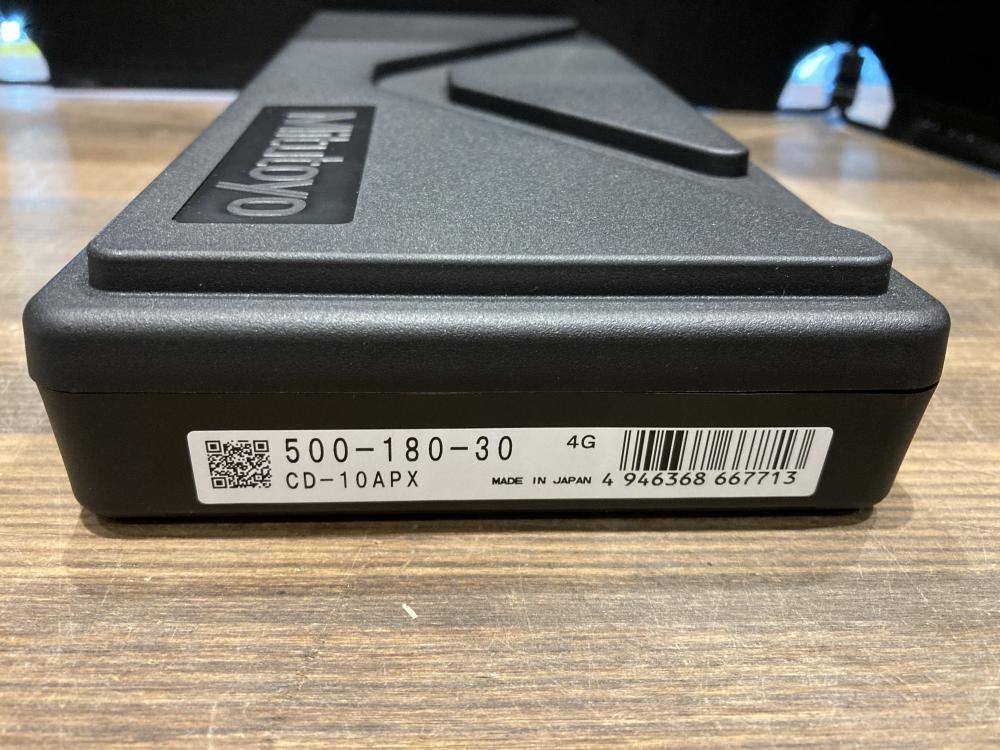 Mitutoyo
500-180-30
CD-10APX
4G
MADE IN JAPAN
4 946368 667713